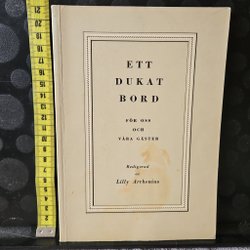 ETT
DUKAT
BORD
FÖR OSS
OCH
VÅRA GÄSTER
Redigerad
av
Lilly Arrhenius